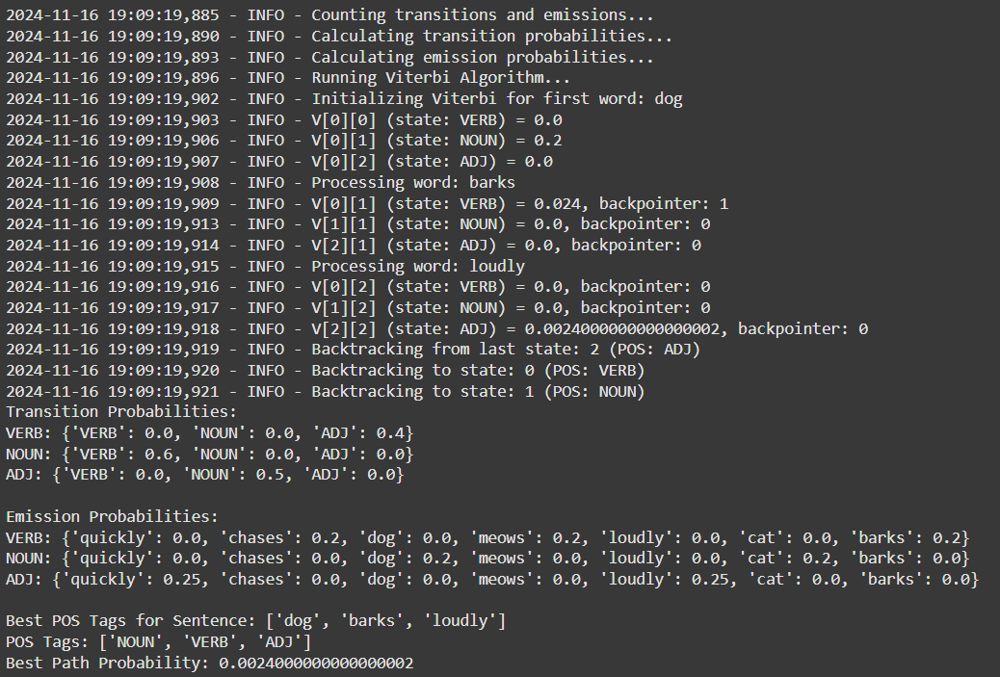 2024-11-16 19:09:19,885 - INFO - Counting transitions and emissions...
2024-11-16 19:09:19,890 - INFO - Calculating transition probabilities...
2024-11-16 19:09:19,893 - INFO - Calculating emission probabilities...
2024-11-16 19:09:19,896 - INFO - Running Viterbi Algorithm...
2024-11-16 19:09:19,902 - INFO - Initializing Viterbi for first word: dog
2024-11-16 19:09:19,903 - INFO - V[0][0] (state: VERB) = 0.0
2024-11-16 19:09:19,906 - INFO - V[0][1] (state: NOUN) = 0.2
2024-11-16 19:09:19,907 - INFO - V[0][2] (state: ADJ) = 0.0
2024-11-16 19:09:19,908 - INFO - Processing word: barks
2024-11-16 19:09:19,909 - INFO - V[0][1] (state: VERB) = 0.024, backpointer: 1
2024-11-16 19:09:19,913 - INFO - V[1][1] (state: NOUN) = 0.0, backpointer: 0
2024-11-16 19:09:19,914 - INFO - V[2][1] (state: ADJ) = 0.0, backpointer: 0
2024-11-16 19:09:19,915 - INFO - Processing word: loudly
2024-11-16 19:09:19,916 - INFO - V[0][2] (state: VERB) = 0.0, backpointer: 0
2024-11-16 19:09:19,917 - INFO - V[1][2] (state: NOUN) = 0.0, backpointer: 0
2024-11-16 19:09:19,918 - INFO - V[2][2] (state: ADJ) = 0.0024000000000000002, backpointer: 0
2024-11-16 19:09:19,919 - INFO - Backtracking from last state: 2 (POS: ADJ)
2024-11-16 19:09:19,920 - INFO - Backtracking to state: 0 (POS: VERB)
2024-11-16 19:09:19,921 - INFO - Backtracking to state: 1 (POS: NOUN)
Transition Probabilities:
VERB: {'VERB': 0.0, 'NOUN': 0.0, 'ADJ': 0.4}
NOUN: {'VERB': 0.6, 'NOUN': 0.0, 'ADJ': 0.0}
ADJ: {'VERB': 0.0, 'NOUN': 0.5, 'ADJ': 0.0}

Emission Probabilities:
VERB: {'quickly': 0.0, 'chases': 0.2, 'dog': 0.0, 'meows': 0.2, 'loudly': 0.0, 'cat': 0.0, 'barks': 0.2}
NOUN: {'quickly': 0.0, 'chases': 0.0, 'dog': 0.2, 'meows': 0.0, 'loudly': 0.0, 'cat': 0.2, 'barks': 0.0}
ADJ: {'quickly': 0.25, 'chases': 0.0, 'dog': 0.0, 'meows': 0.0, 'loudly': 0.25, 'cat': 0.0, 'barks': 0.0}

Best POS Tags for Sentence: ['dog', 'barks', 'loudly']
POS Tags: ['NOUN', 'VERB', 'ADJ']
Best Path Probability: 0.0024000000000000002